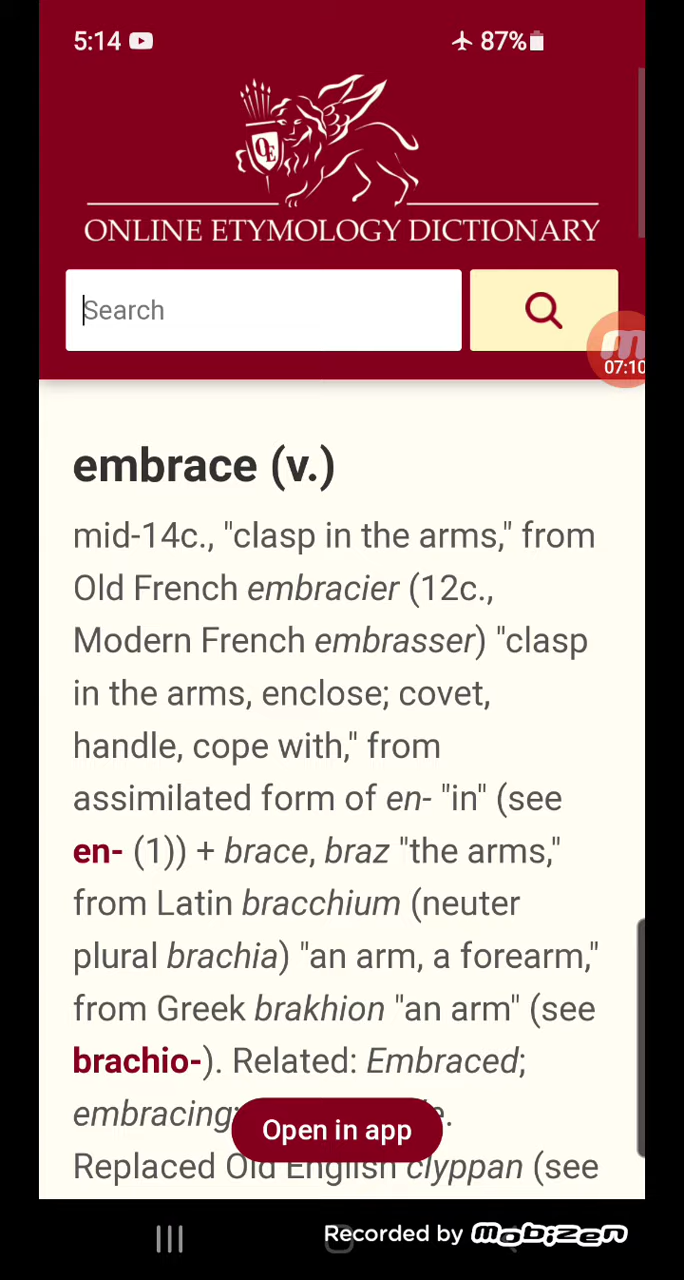 5:14 87%
OE
ONLINE ETYMOLOGY DICTIONARY
Search
07:10
embrace (v.)
mid-14c., "clasp in the arms," from
Old French embracier (12c.,
Modern French embrasser) "clasp
in the arms, enclose; covet,
handle, cope with," from
assimilated form of en- "in" (see
en- (1)) + brace, braz "the arms,"
from Latin bracchium (neuter
plural brachia) "an arm, a forearm,"
from Greek brakhion "an arm" (see
brachio-). Related: Embraced;
embracing
Open in app
Replaced Old English clyppan (see
Recorded by mobizen